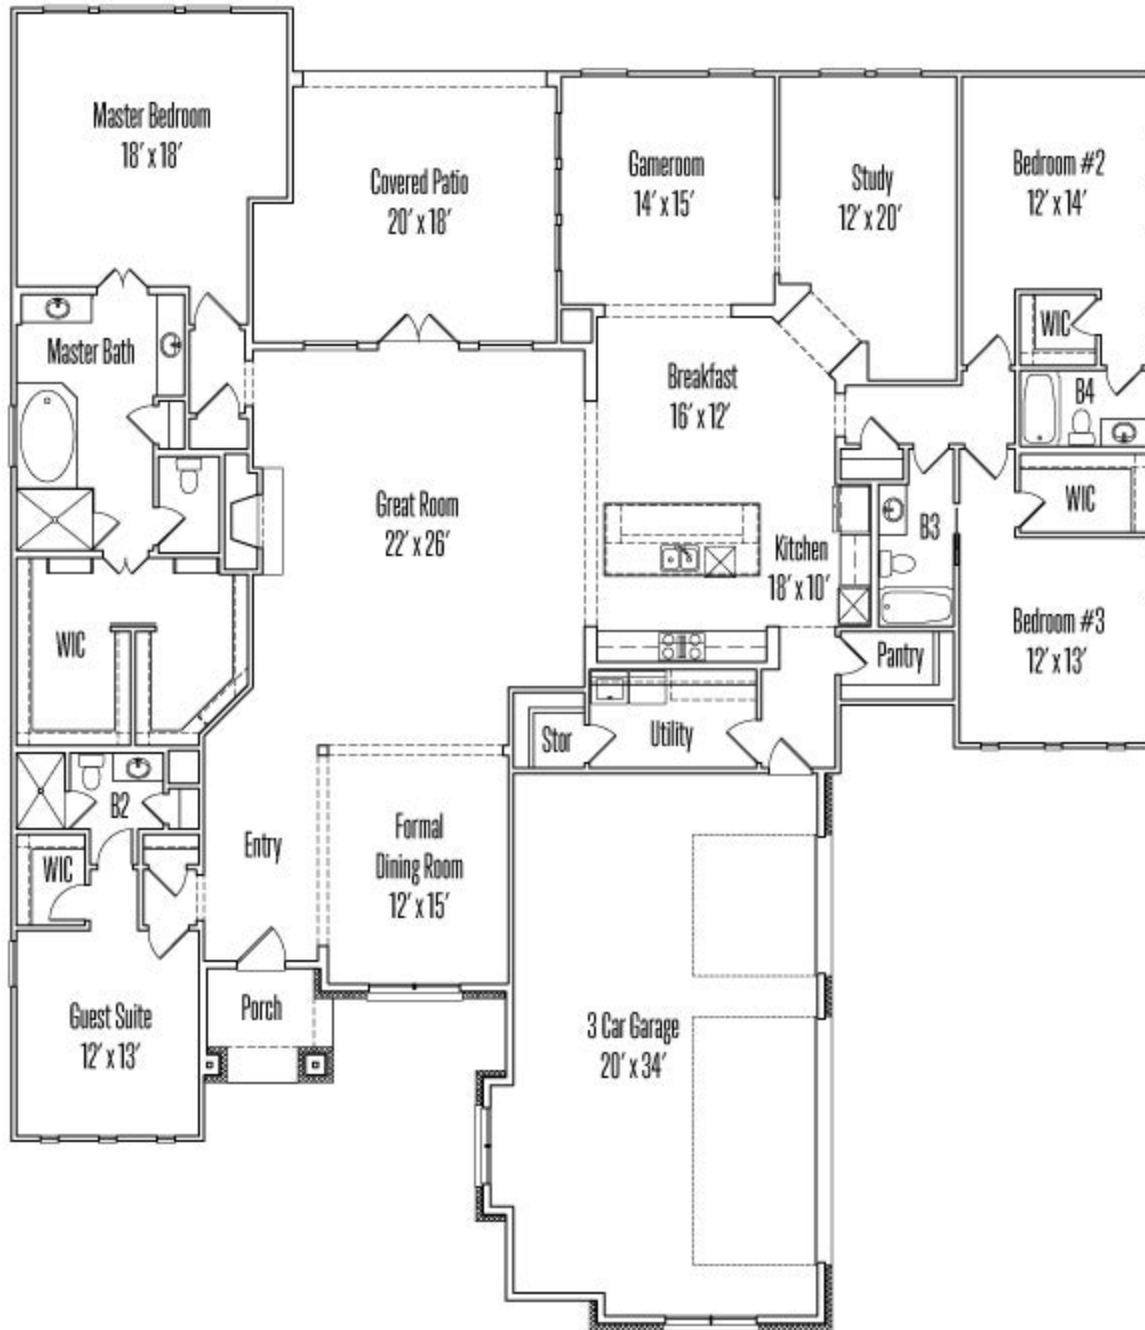 Master Bedroom
18' x 18'
Covered Patio
20' x 18'
Gameroom
14' x 15'
Study
12' x 20'
Bedroom #2
12' x 14'
WIC
Master Bath
Breakfast
16' x 12'
B4
Great Room
22' x 26'
WIC
B3
Kitchen
18' x 10'
WIC
Bedroom #3
12' x 13'
Pantry
Stor
Utility
B2
WIC
Entry
Formal
Dining Room
12' x 15'
Guest Suite
12' x 13'
Porch
3 Car Garage
20' x 34'